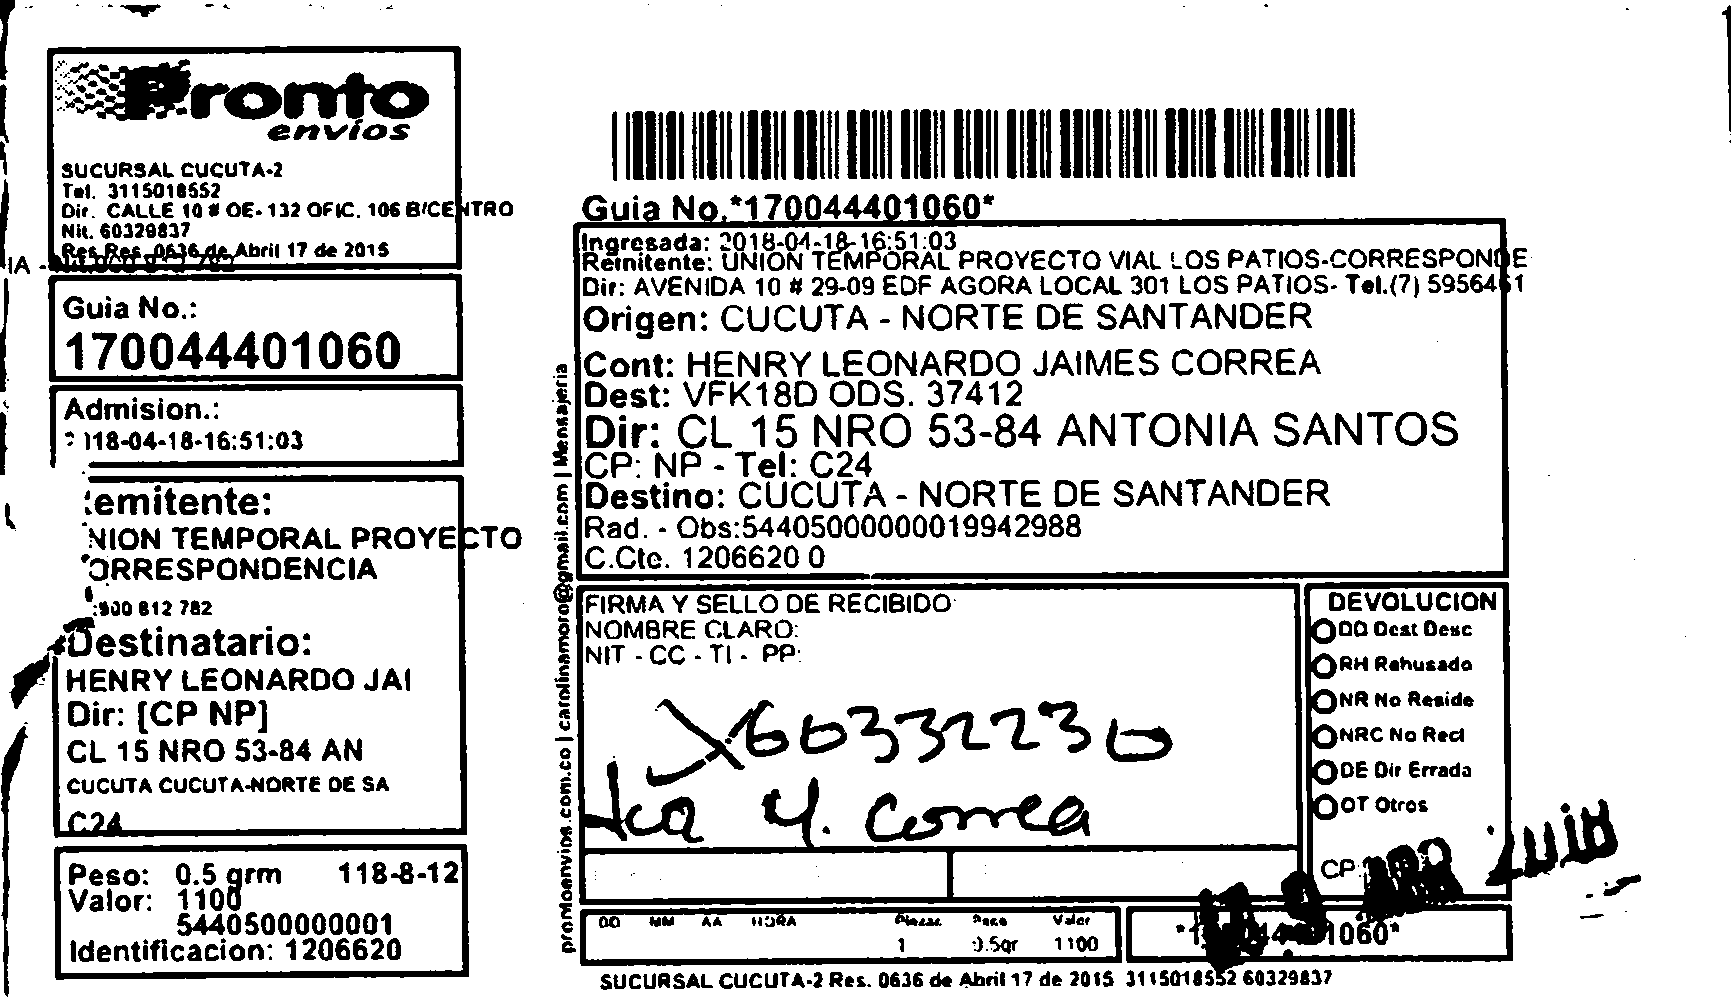 Pronto
envíos
SUCURSAL CUCUTA-2
Tel. 3115018552
Dir. CALLE 10 # OE-132 OFIC. 106 B/CENTRO
Nit. 60329837
Res Res. 0636 de Abril 17 de 2015
IA -
Guia No.:
170044401060
Admision.:
118-04-18-16:51:03
emitente:
NION TEMPORAL PROYECTO
ORRESPONDENCIA
:900 612 782
Destinatario:
HENRY LEONARDO JAI
Dir: [CP NP]
CL 15 NRO 53-84 AN
CUCUTA CUCUTA-NORTE DE SA
C24
Peso: 0.5 grm 118-8-12
Valor: 1100
5440500000001
Identificacion: 1206620
prontoenvios.com.co | carolinamoro@gmail.com | Mensajeria
Guia No.*170044401060*
Ingresada: 2018-04-18-16:51:03
Remitente: UNION TEMPORAL PROYECTO VIAL LOS PATIOS-CORRESPONDE
Dir: AVENIDA 10 # 29-09 EDF AGORA LOCAL 301 LOS PATIOS- Tel.(7) 5956461
Origen: CUCUTA - NORTE DE SANTANDER
Cont: HENRY LEONARDO JAIMES CORREA
Dest: VFK18D ODS. 37412
Dir: CL 15 NRO 53-84 ANTONIA SANTOS
CP: NP - Tel: C24
Destino: CUCUTA - NORTE DE SANTANDER
Rad. - Obs:54405000000019942988
C.Cto. 1206620 0
FIRMA Y SELLO DE RECIBIDO
NOMBRE CLARO:
NIT - CC - TI - PP:
X60332230
Y. Correa
DEVOLUCION
DD Dest Desc
RH Rahusado
NR No Reside
NRC No Recl
DE Dir Errada
OT Otros
CP:
DD MM AA HORA Piezas Peso Valor
1 0.5gr 1100
SUCURSAL CUCUTA-2 Res. 0636 de Abril 17 de 2015 3115018552 60329837